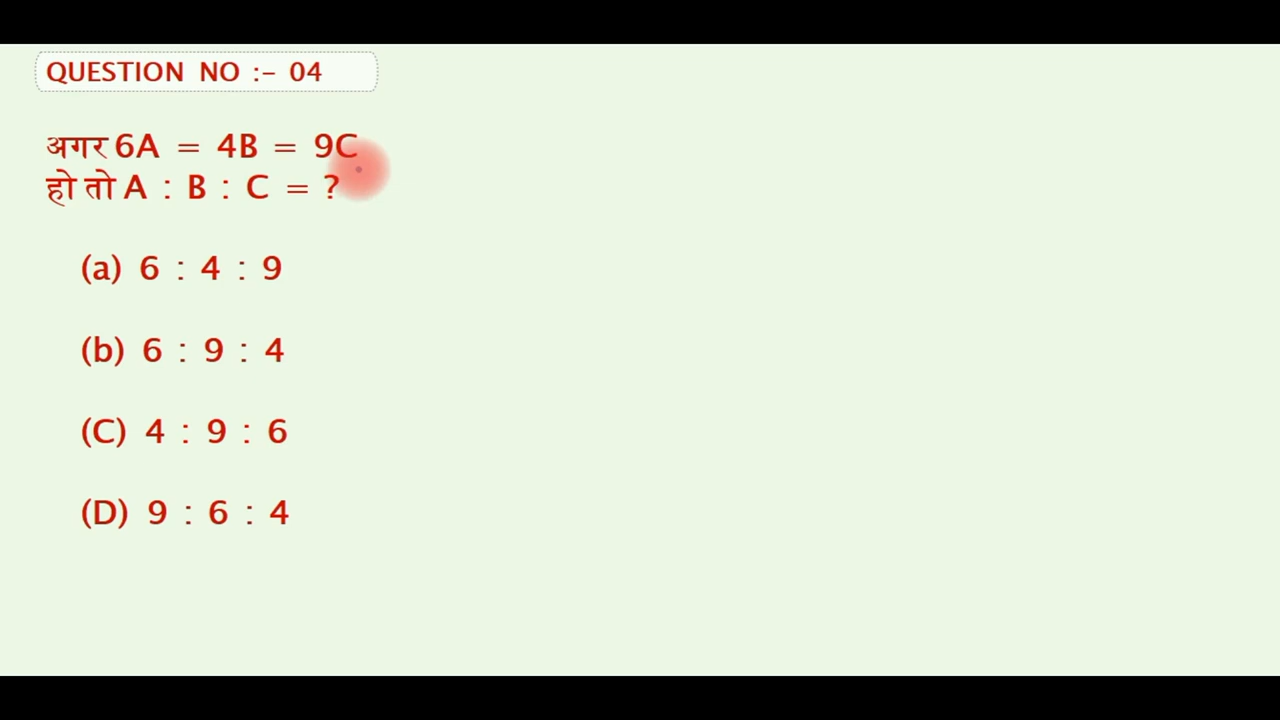 QUESTION NO :- 04
अगर 6A = 4B = 9C
हो तो A : B : C = ?
(a) 6 : 4 : 9
(b) 6 : 9 : 4
(C) 4 : 9 : 6
(D) 9 : 6 : 4